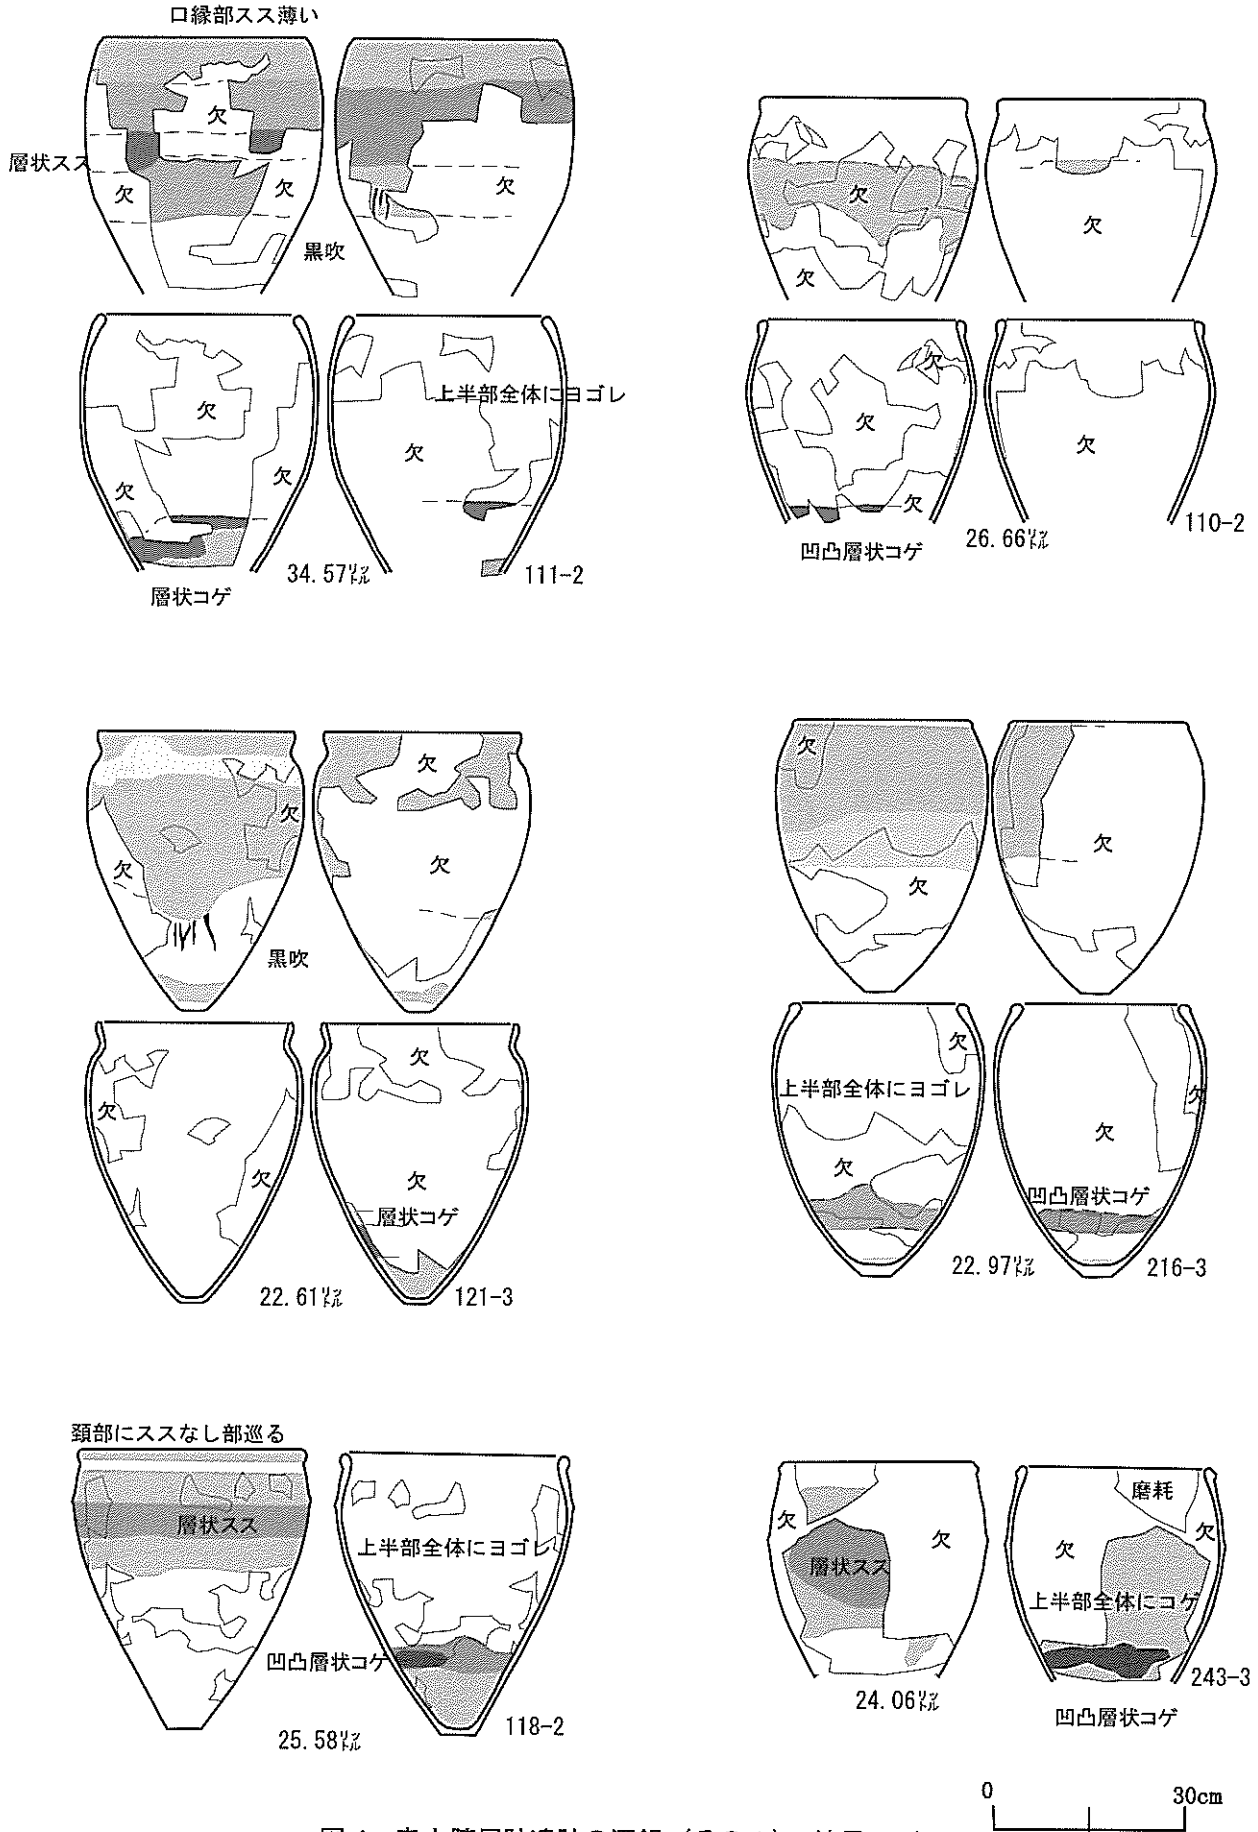 口縁部スス薄い
欠
層状スス
欠
欠
欠
黒吹
欠
欠
欠
欠
欠
上半部全体にヨゴレ
欠
34.57リットル
111-2
層状コゲ
欠
欠
欠
欠
欠
26.66リットル
110-2
凹凸層状コゲ
欠
欠
欠
欠
黒吹
欠
欠
欠
欠
層状コゲ
22.61リットル
121-3
欠
欠
欠
欠
上半部全体にヨゴレ
欠
欠
欠
凹凸層状コゲ
22.97リットル
216-3
頚部にススなし部巡る
層状スス
上半部全体にヨゴレ
凹凸層状コゲ
25.58リットル
118-2
欠
欠
層状スス
磨耗
欠
欠
上半部全体にコゲ
24.06リットル
243-3
凹凸層状コゲ
0 30cm